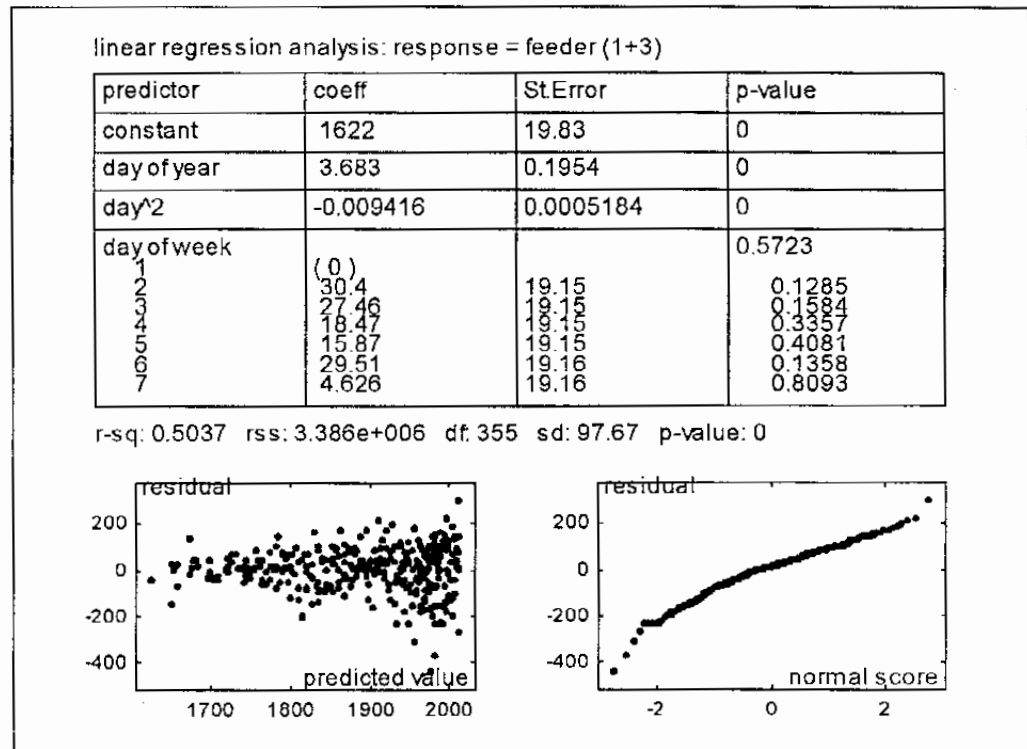 linear regression analysis: response = feeder (1+3)
predictor coeff St.Error p-value
constant 1622 19.83 0
day of year 3.683 0.1954 0
day^2 -0.009416 0.0005184 0
day of week 0.5723
1 ( 0 )
2 30.4 19.15 0.1285
3 27.46 19.15 0.1584
4 18.47 19.15 0.3357
5 15.87 19.15 0.4081
6 29.51 19.16 0.1358
7 4.626 19.16 0.8093
r-sq: 0.5037 rss: 3.386e+006 df: 355 sd: 97.67 p-value: 0
residual
200
0
-200
-400
predicted value
1700 1800 1900 2000
residual
200
0
-200
-400
normal score
-2 0 2